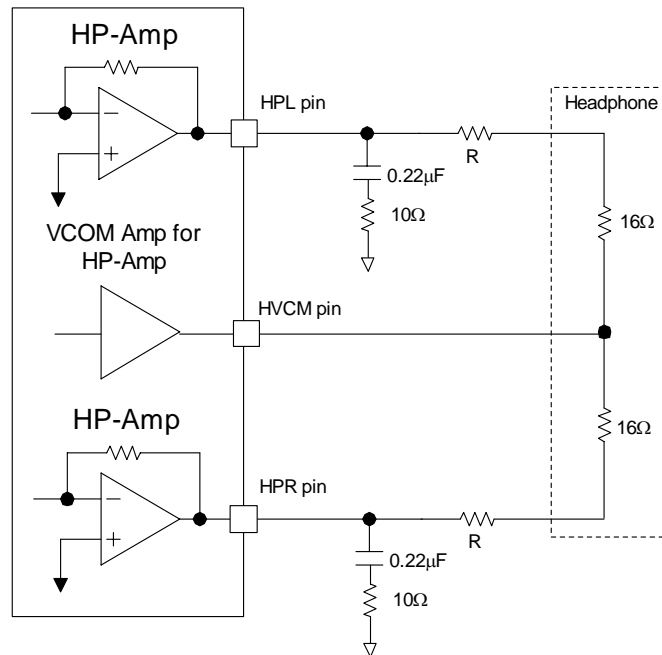 HP-Amp
HPL pin
Headphone
R
0.22μF
10Ω
16Ω
VCOM Amp for
HP-Amp
HVCM pin
HP-Amp
16Ω
HPR pin
R
0.22μF
10Ω